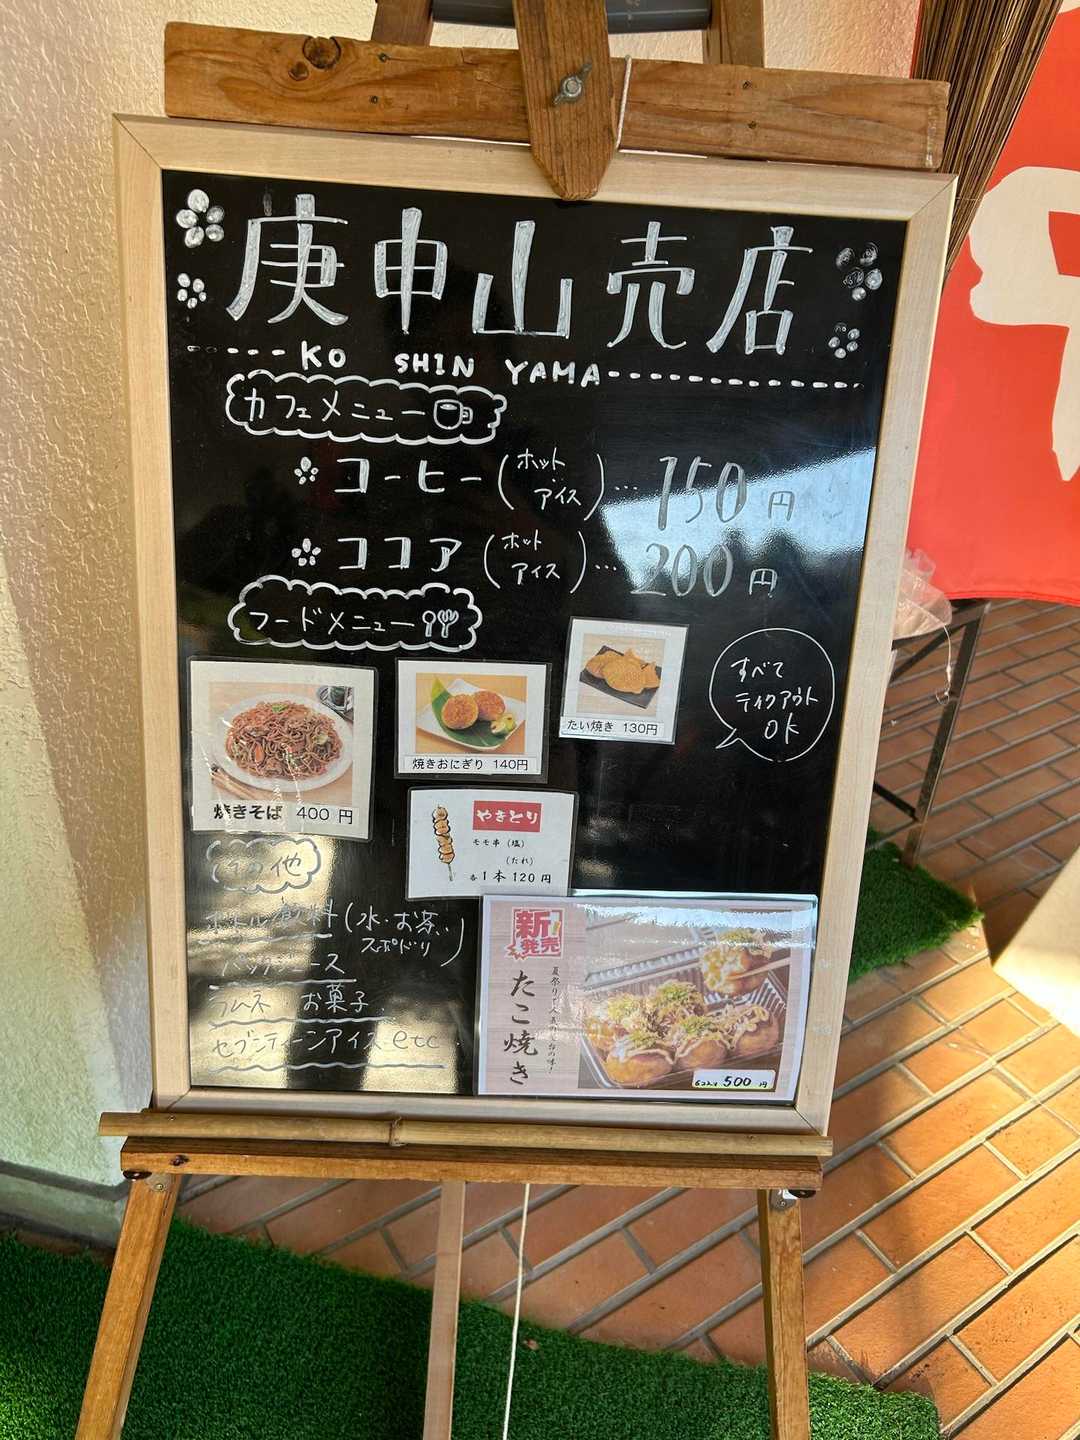 庚申山売店
KO SHIN YAMA
カフェメニュー
コーヒー(ホット アイス)…150円
ココア(ホット アイス)…200円
フードメニュー
焼きそば 400円
焼きおにぎり 140円
たい焼き 130円
すべて
テイクアウト
OK
やきとり
モモ串(塩)
(たれ)
各1本120円
その他
ボトル飲料(水・お茶、スポドリ)
パックジュース
ラムネ お菓子
セブンティーンアイス etc
新発売
たこ焼き
6コ入り 500円